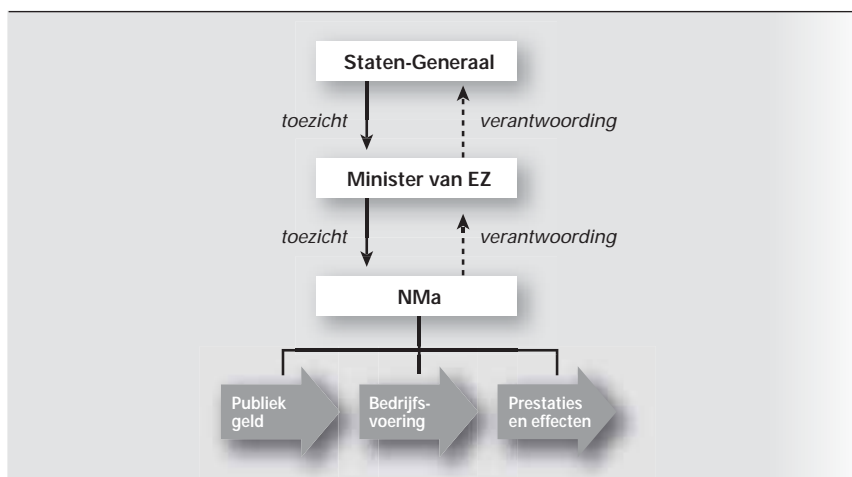 Staten-Generaal
toezicht
verantwoording
Minister van EZ
toezicht
verantwoording
NMa
Publiek
geld
Bedrijfs-
voering
Prestaties
en effecten